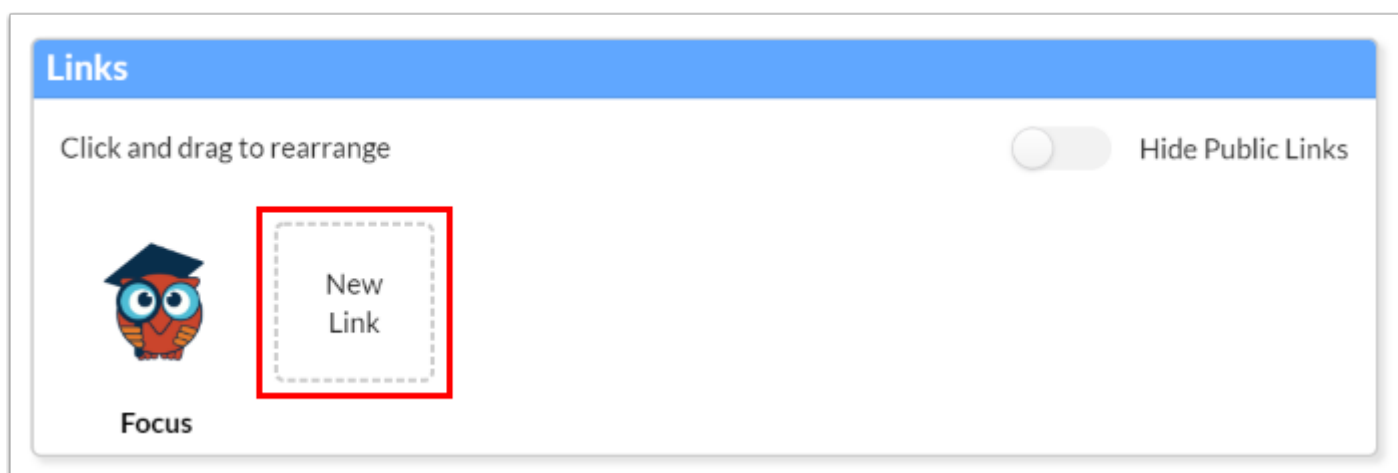 Links
Click and drag to rearrange
Hide Public Links
New
Link
Focus